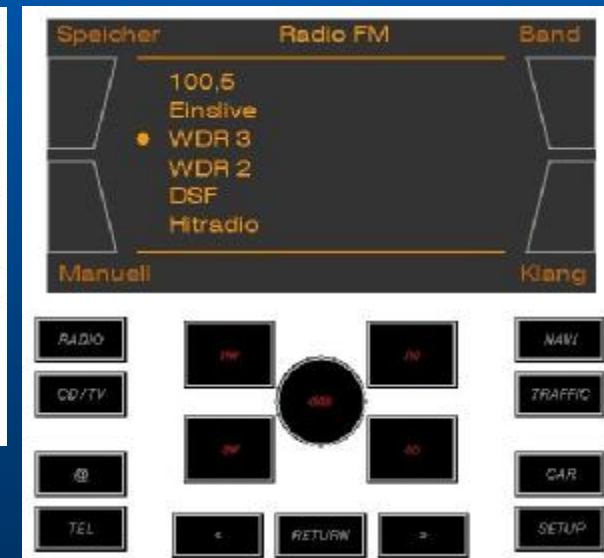 Speicher Radio FM Band
100,5
Einslive
WDR 3
WDR 2
DSF
Hitradio
Manuell Klang
RADIO NAVI
CD/TV TRAFFIC
@ CAR
TEL < RETURN > SETUP